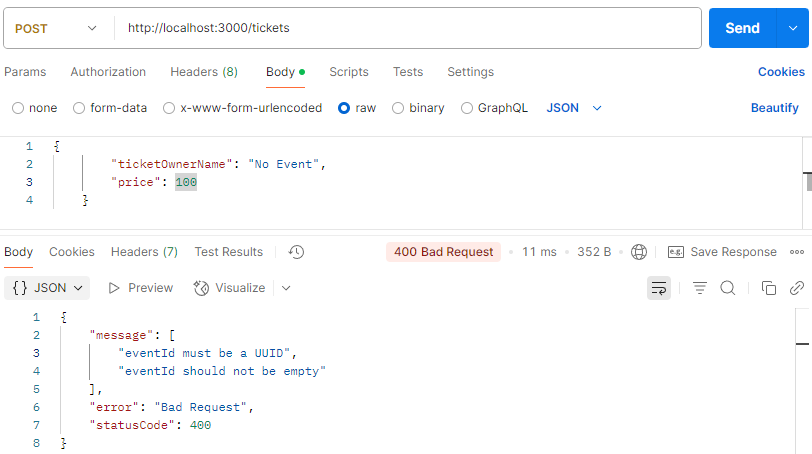 POST http://localhost:3000/tickets Send
Params Authorization Headers (8) Body Scripts Tests Settings Cookies
none form-data x-www-form-urlencoded raw binary GraphQL JSON Beautify
1 {
2 "ticketOwnerName": "No Event",
3 "price": 100
4 }
Body Cookies Headers (7) Test Results 400 Bad Request 11 ms 352 B e.g. Save Response
{} JSON Preview Visualize
1 {
2 "message": [
3 "eventId must be a UUID",
4 "eventId should not be empty"
5 ],
6 "error": "Bad Request",
7 "statusCode": 400
8 }